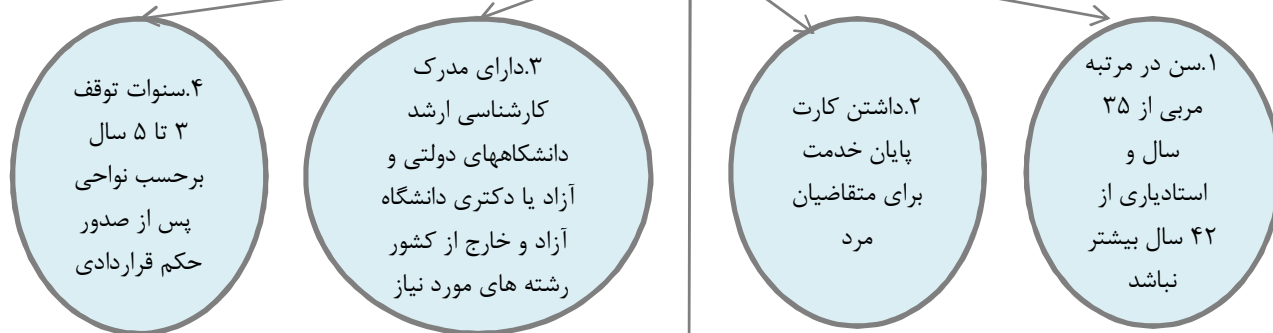 ۱.سن در مرتبه
مربی از ۳۵
سال و
استادیاری از
۴۲ سال بیشتر
نباشد
۲.داشتن کارت
پایان خدمت
برای متقاضیان
مرد
۳.دارای مدرک
کارشناسی ارشد
دانشکاههای دولتی و
آزاد یا دکتری دانشگاه
آزاد و خارج از کشور
رشته های مورد نیاز
۴.سنوات توقف
۳ تا ۵ سال
برحسب نواحی
پس از صدور
حکم قراردادی